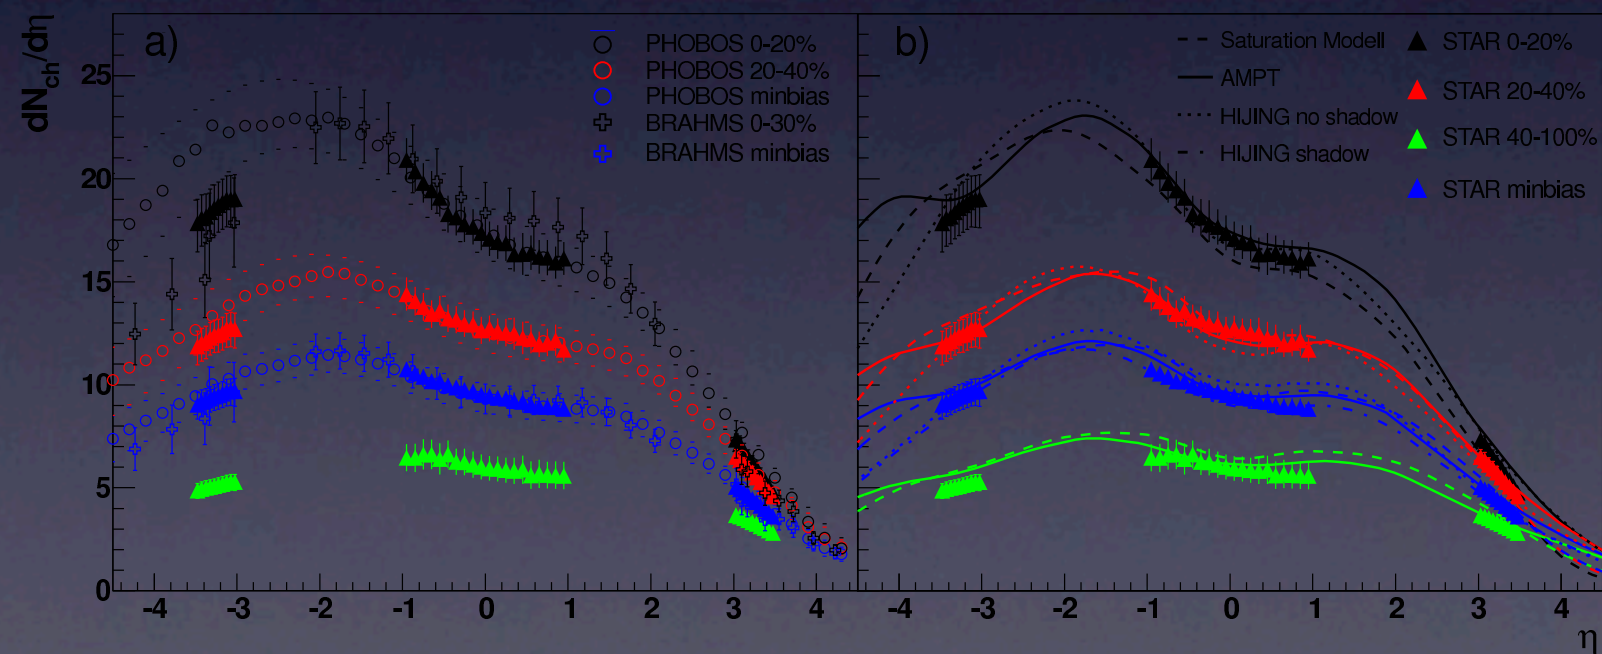 dNch/dη
a)
PHOBOS 0-20%
PHOBOS 20-40%
PHOBOS minbias
BRAHMS 0-30%
BRAHMS minbias
25
20
15
10
5
0
-4 -3 -2 -1 0 1 2 3 4
b)
Saturation Modell
AMPT
HIJING no shadow
HIJING shadow
STAR 0-20%
STAR 20-40%
STAR 40-100%
STAR minbias
-4 -3 -2 -1 0 1 2 3 4
η